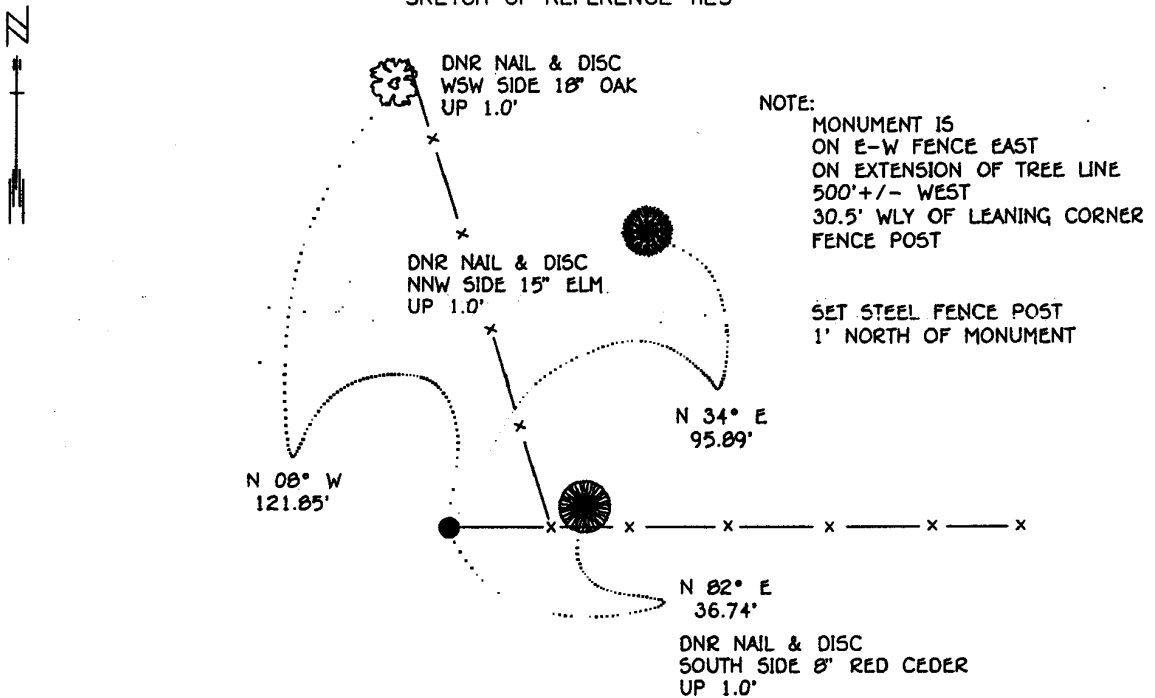 SKETCH OF REFERENCE TIES
N
DNR NAIL & DISC
WSW SIDE 18" OAK
UP 1.0'
NOTE:
MONUMENT IS
ON E-W FENCE EAST
ON EXTENSION OF TREE LINE
500'+/- WEST
30.5' WLY OF LEANING CORNER
FENCE POST
DNR NAIL & DISC
NNW SIDE 15" ELM
UP 1.0'
SET STEEL FENCE POST
1' NORTH OF MONUMENT
N 34° E
95.89'
N 08° W
121.85'
N 82° E
36.74'
DNR NAIL & DISC
SOUTH SIDE 8" RED CEDER
UP 1.0'